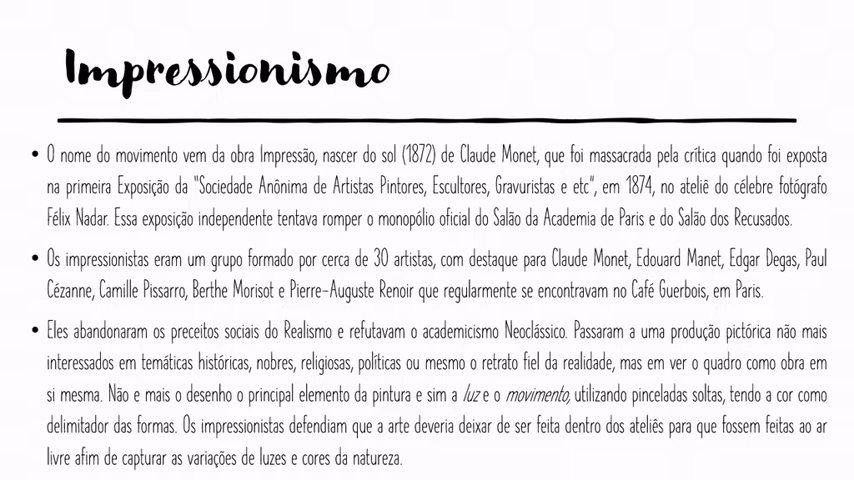 Impressionismo
• O nome do movimento vem da obra Impressão, nascer do sol (1872) de Claude Monet, que foi massacrada pela crítica quando foi exposta
na primeira Exposição da "Sociedade Anônima de Artistas Pintores, Escultores, Gravuristas e etc", em 1874, no ateliê do célebre fotógrafo
Félix Nadar. Essa exposição independente tentava romper o monopólio oficial do Salão da Academia de Paris e do Salão dos Recusados.
• Os impressionistas eram um grupo formado por cerca de 30 artistas, com destaque para Claude Monet, Edouard Manet, Edgar Degas, Paul
Cézanne, Camille Pissarro, Berthe Morisot e Pierre-Auguste Renoir que regularmente se encontravam no Café Guerbois, em Paris.
• Eles abandonaram os preceitos sociais do Realismo e refutavam o academicismo Neoclássico. Passaram a uma produção pictórica não mais
interessados em temáticas históricas, nobres, religiosas, políticas ou mesmo o retrato fiel da realidade, mas em ver o quadro como obra em
si mesma. Não e mais o desenho o principal elemento da pintura e sim a luz e o movimento, utilizando pinceladas soltas, tendo a cor como
delimitador das formas. Os impressionistas defendiam que a arte deveria deixar de ser feita dentro dos ateliês para que fossem feitas ao ar
livre afim de capturar as variações de luzes e cores da natureza.